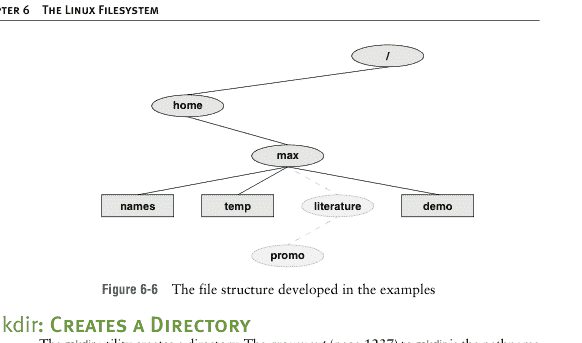 PTER 6 THE LINUX FILESYSTEM
/
home
max
names temp literature demo
promo
Figure 6-6 The file structure developed in the examples
kdir: CREATES A DIRECTORY